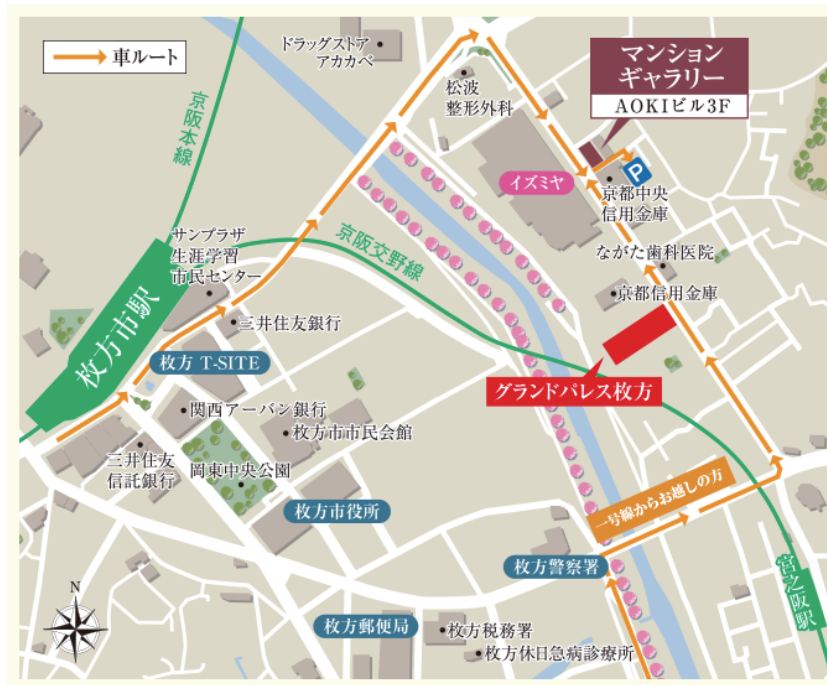 車ルート
ドラッグストア
アカカベ
マンション
ギャラリー
AOKIビル3F
松波
整形外科
京阪本線
イズミヤ
P
京都中央
信用金庫
サンプラザ
生涯学習
市民センター
京阪交野線
ながた歯科医院
京都信用金庫
枚方市駅
三井住友銀行
枚方 T-SITE
グランドパレス枚方
関西アーバン銀行
枚方市市民会館
三井住友
信託銀行
岡東中央公園
一号線からお越しの方
枚方市役所
枚方警察署
宮之阪駅
N
枚方郵便局
枚方税務署
枚方休日急病診療所